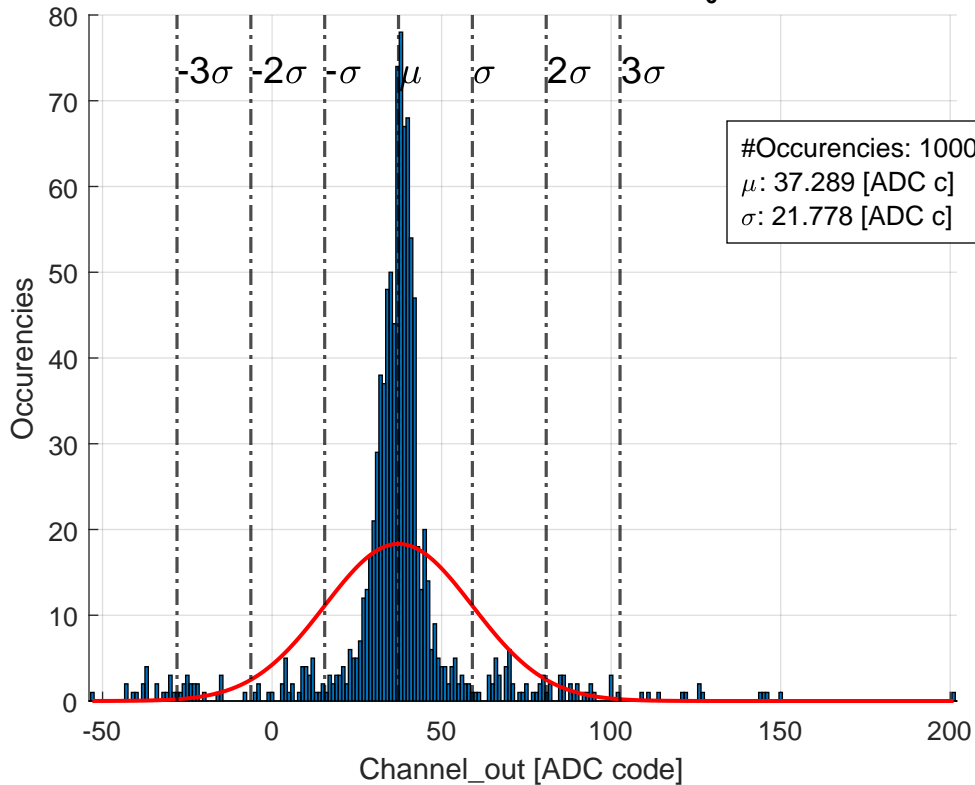 80
70
60
50
40
30
20
10
0
-50 0 50 100 150 200
Occurencies
Channel_out [ADC code]
-3σ -2σ -σ μ σ 2σ 3σ
#Occurencies: 1000
μ: 37.289 [ADC c]
σ: 21.778 [ADC c]